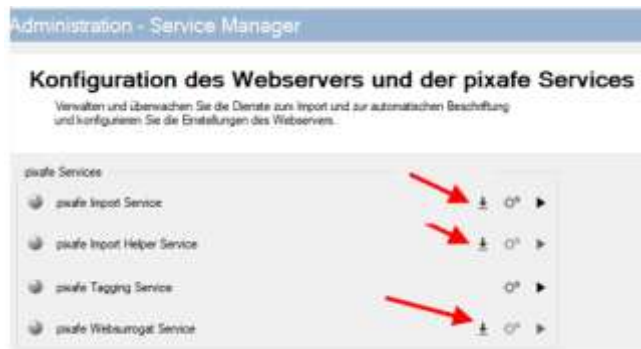 Administration - Service Manager
Konfiguration des Webservers und der pixafe Services
Verwalten und überwachen Sie die Dienste zum Import und zur automatischen Beschriftung
und konfigurieren Sie die Einstellungen des Webservers.
pixafe Services
pixafe Import Service
pixafe Import Helper Service
pixafe Tagging Service
pixafe Websurrogat Service